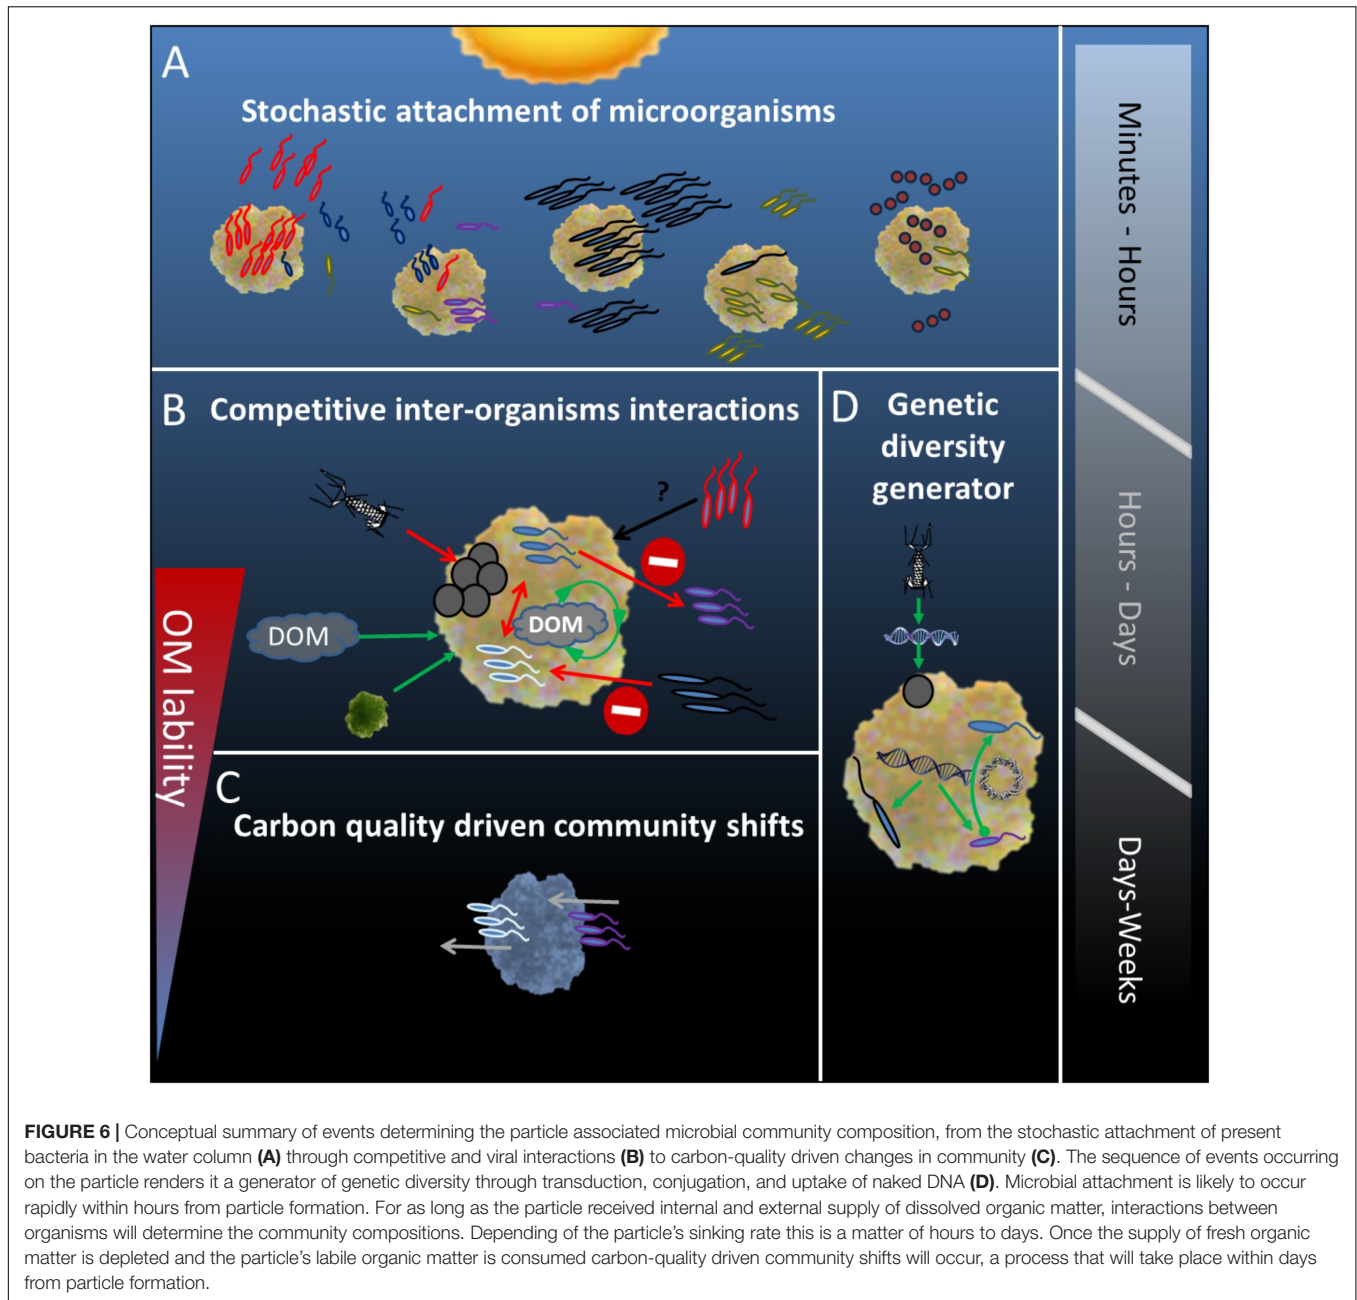 A
Stochastic attachment of microorganisms
Minutes - Hours
B
Competitive inter-organisms interactions
?
DOM
DOM
OM lability
D
Genetic
diversity
generator
Hours - Days
C
Carbon quality driven community shifts
Days-Weeks
FIGURE 6 | Conceptual summary of events determining the particle associated microbial community composition, from the stochastic attachment of present
bacteria in the water column (A) through competitive and viral interactions (B) to carbon-quality driven changes in community (C). The sequence of events occurring
on the particle renders it a generator of genetic diversity through transduction, conjugation, and uptake of naked DNA (D). Microbial attachment is likely to occur
rapidly within hours from particle formation. For as long as the particle received internal and external supply of dissolved organic matter, interactions between
organisms will determine the community compositions. Depending of the particle's sinking rate this is a matter of hours to days. Once the supply of fresh organic
matter is depleted and the particle's labile organic matter is consumed carbon-quality driven community shifts will occur, a process that will take place within days
from particle formation.